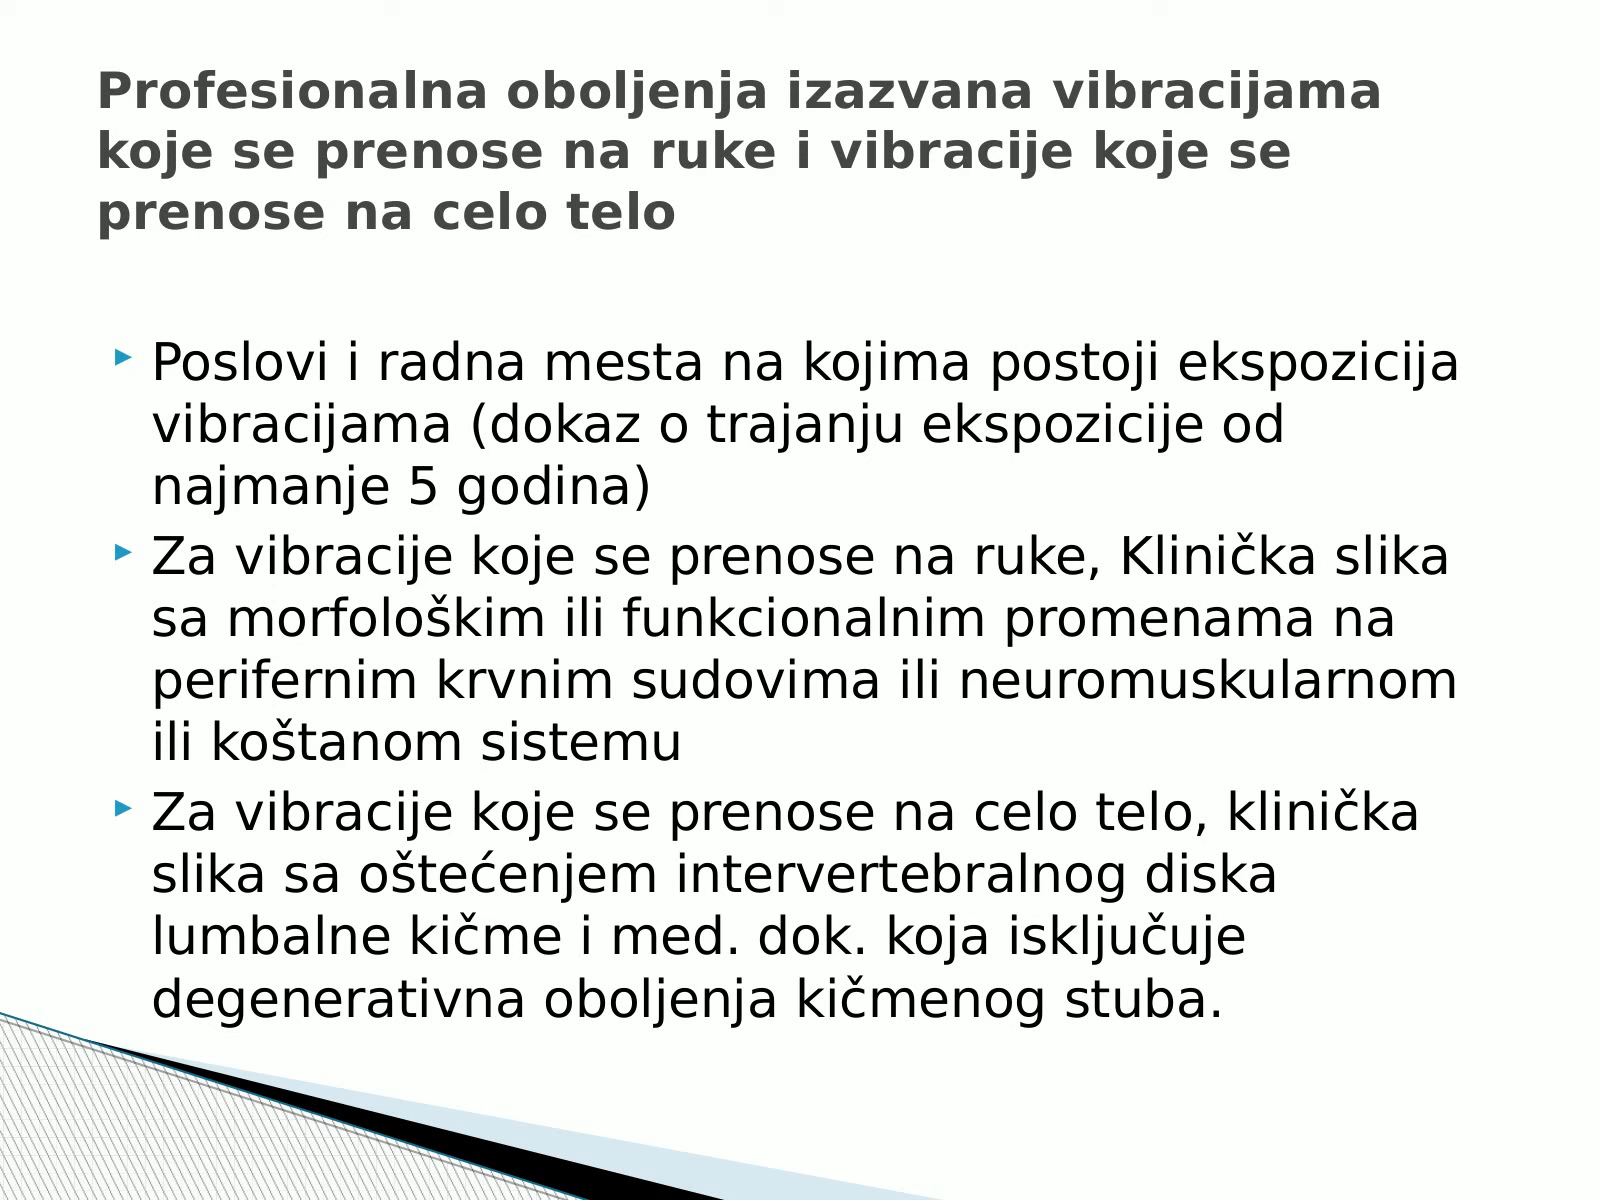 Profesionalna oboljenja izazvana vibracijama
koje se prenose na ruke i vibracije koje se
prenose na celo telo
Poslovi i radna mesta na kojima postoji ekspozicija
vibracijama (dokaz o trajanju ekspozicije od
najmanje 5 godina)
Za vibracije koje se prenose na ruke, Klinička slika
sa morfološkim ili funkcionalnim promenama na
perifernim krvnim sudovima ili neuromuskularnom
ili koštanom sistemu
Za vibracije koje se prenose na celo telo, klinička
slika sa oštećenjem intervertebralnog diska
lumbalne kičme i med. dok. koja isključuje
degenerativna oboljenja kičmenog stuba.